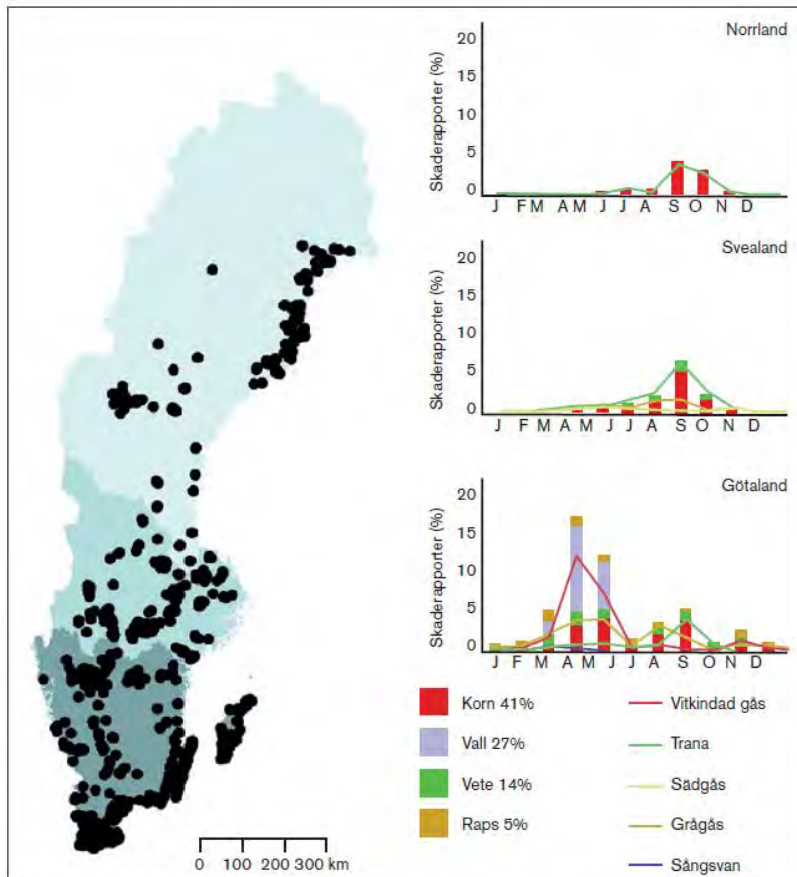 Norrland
Skaderapporter (%)
20
15
10
5
0
J F M A M J J A S O N D
Svealand
Skaderapporter (%)
20
15
10
5
0
J F M A M J J A S O N D
Götaland
Skaderapporter (%)
20
15
10
5
0
J F M A M J J A S O N D
Korn 41% Vitkindad gås
Vall 27% Trana
Vete 14% Sädgås
Raps 5% Grågås
Sångsvan
0 100 200 300 km